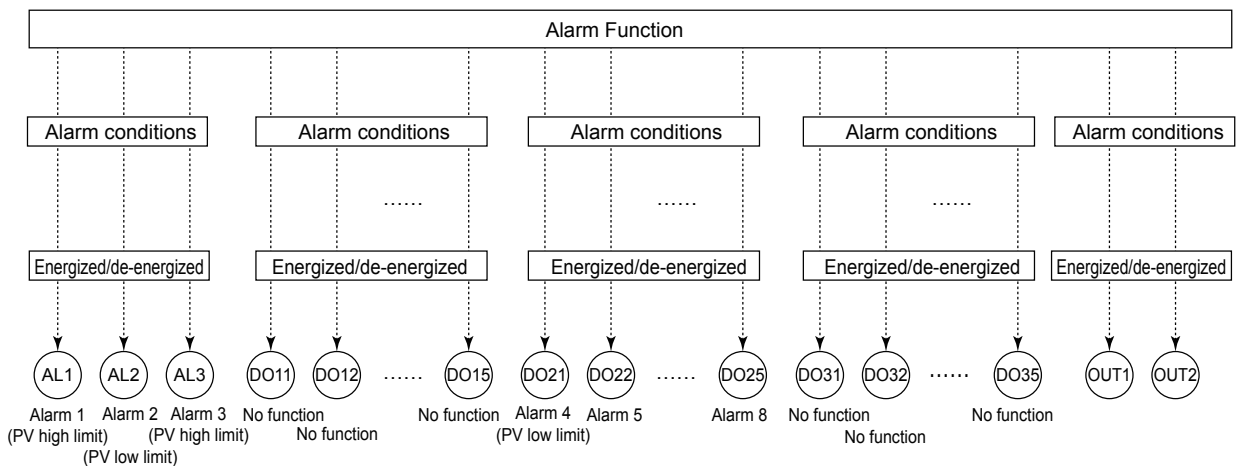 Alarm Function
Alarm conditions Alarm conditions Alarm conditions Alarm conditions Alarm conditions
...... ...... ......
Energized/de-energized Energized/de-energized Energized/de-energized Energized/de-energized Energized/de-energized
AL1 AL2 AL3 DO11 DO12 ...... DO15 DO21 DO22 ...... DO25 DO31 DO32 ...... DO35 OUT1 OUT2
Alarm 1 Alarm 2 Alarm 3 No function No function Alarm 4 Alarm 5 Alarm 8 No function No function
(PV high limit) (PV high limit) No function (PV low limit) No function
(PV low limit)